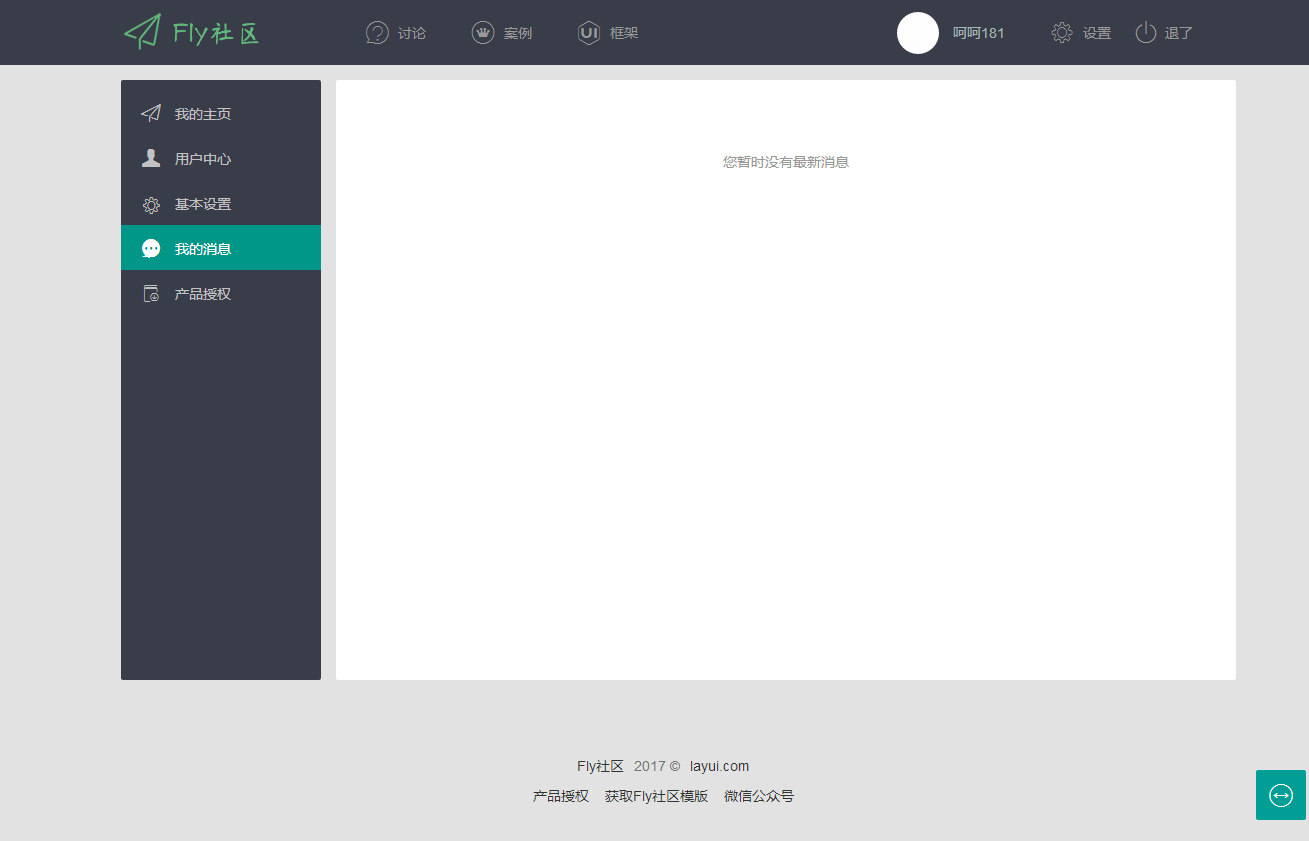 Fly社区 讨论 案例 UI 框架 呵呵181 设置 退了
我的主页
用户中心
基本设置
我的消息
产品授权
您暂时没有最新消息
Fly社区 2017 © layui.com
产品授权 获取Fly社区模版 微信公众号